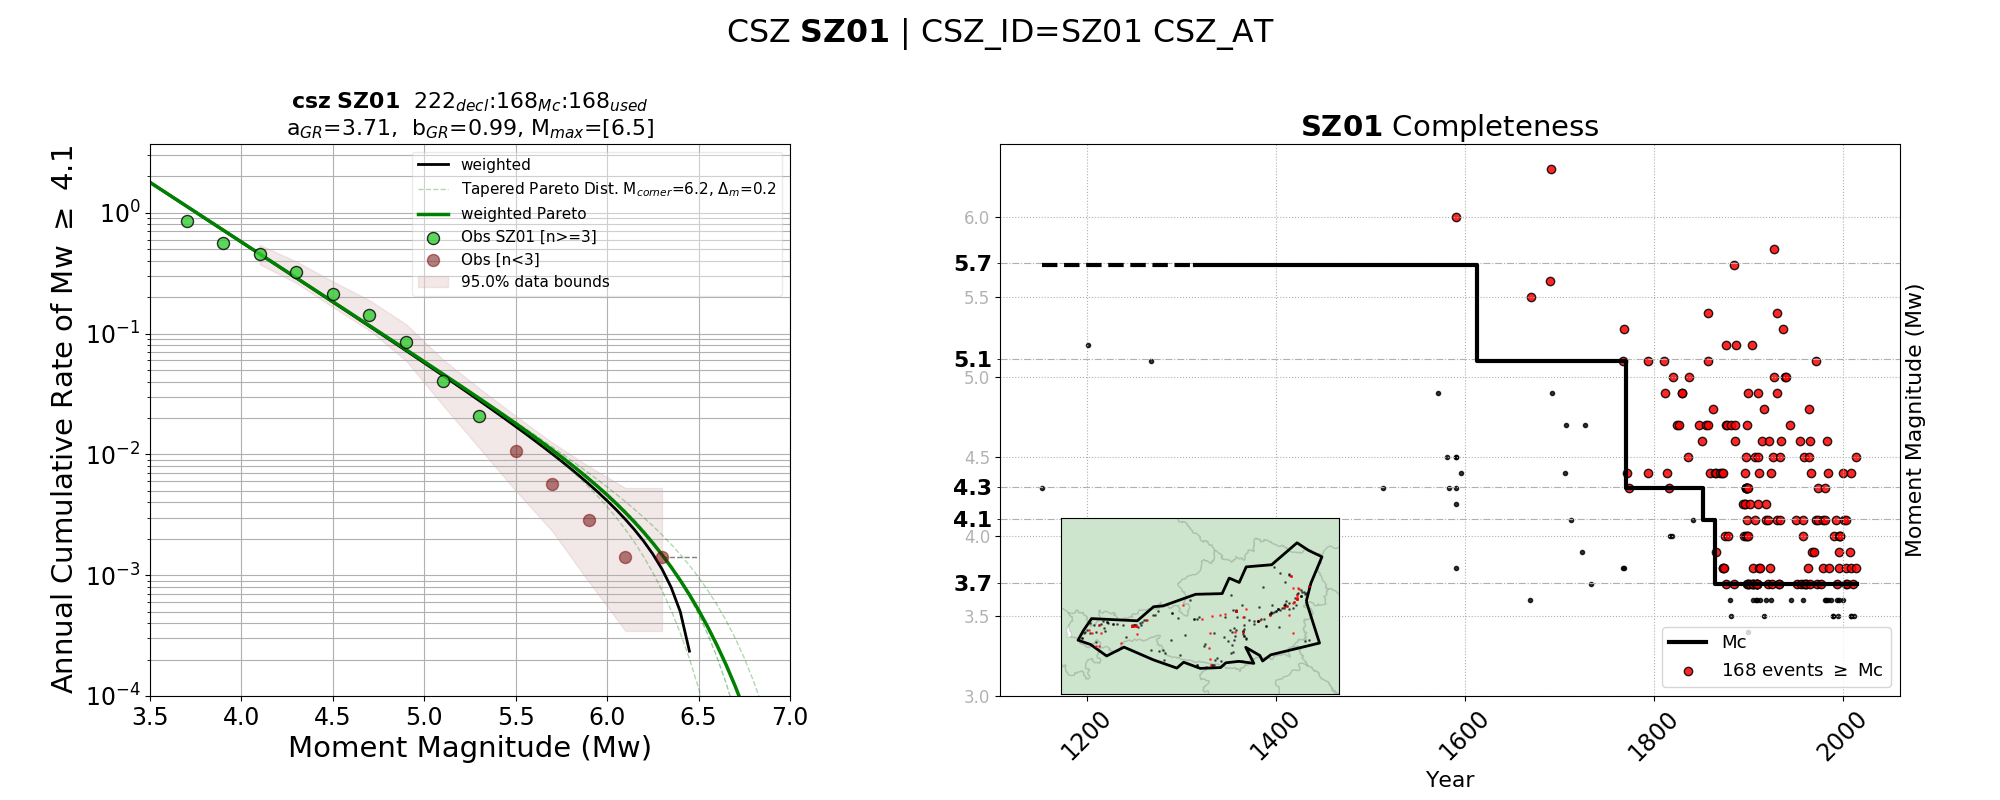 CSZ SZ01 | CSZ_ID=SZ01 CSZ_AT
csz SZ01 222decl:168Mc:168used
aGR=3.71, bGR=0.99, Mmax=[6.5]
Annual Cumulative Rate of Mw ≥ 4.1
10^0
10^−1
10^−2
10^−3
10^−4
weighted
Tapered Pareto Dist. Mcorner=6.2, Δm=0.2
weighted Pareto
Obs SZ01 [n>=3]
Obs [n<3]
95.0% data bounds
3.5 4.0 4.5 5.0 5.5 6.0 6.5 7.0
Moment Magnitude (Mw)
SZ01 Completeness
6.0
5.7
5.5
5.1
5.0
4.5
4.3
4.1
4.0
3.7
3.5
3.0
Mc
168 events ≥ Mc
1200 1400 1600 1800 2000
Year
Moment Magnitude (Mw)